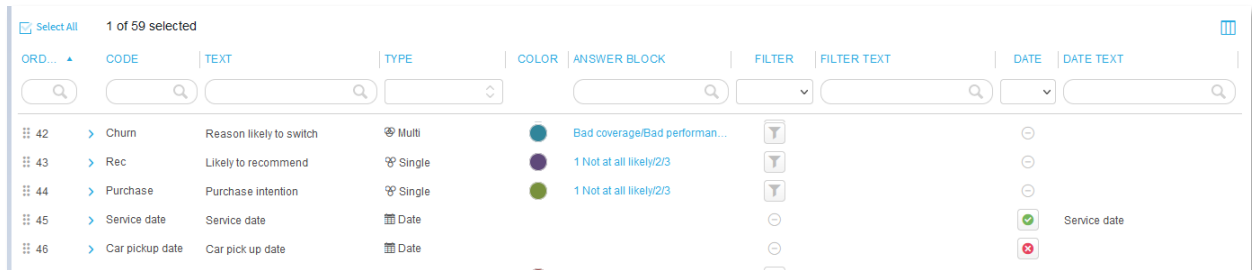 Select All 1 of 59 selected
ORD... CODE TEXT TYPE COLOR ANSWER BLOCK FILTER FILTER TEXT DATE DATE TEXT
42 Churn Reason likely to switch Multi Bad coverage/Bad performan...
43 Rec Likely to recommend Single 1 Not at all likely/2/3
44 Purchase Purchase intention Single 1 Not at all likely/2/3
45 Service date Service date Date Service date
46 Car pickup date Car pick up date Date